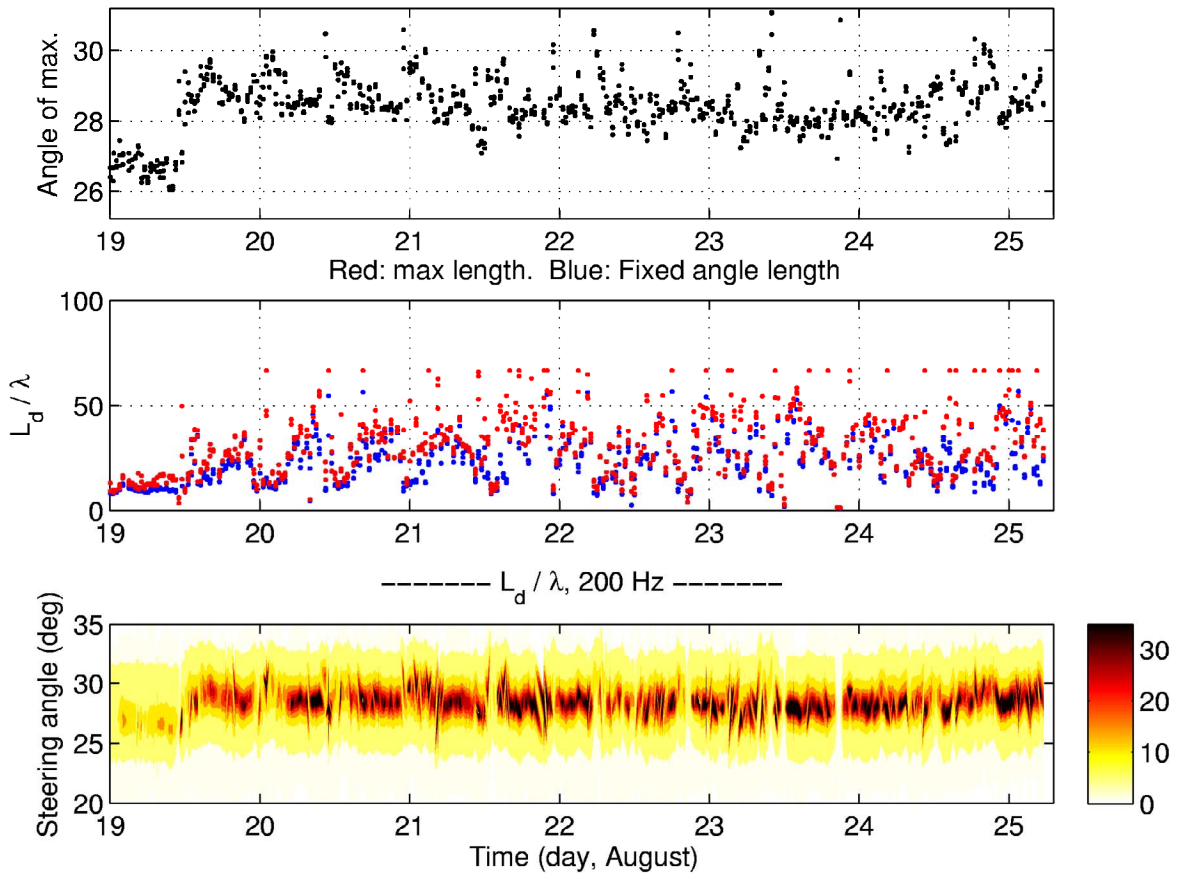 Angle of max.
30
28
26
19 20 21 22 23 24 25
Red: max length. Blue: Fixed angle length
L_d / λ
100
50
0
19 20 21 22 23 24 25
------- L_d / λ, 200 Hz -------
Steering angle (deg)
35
30
25
20
19 20 21 22 23 24 25
Time (day, August)
30
20
10
0